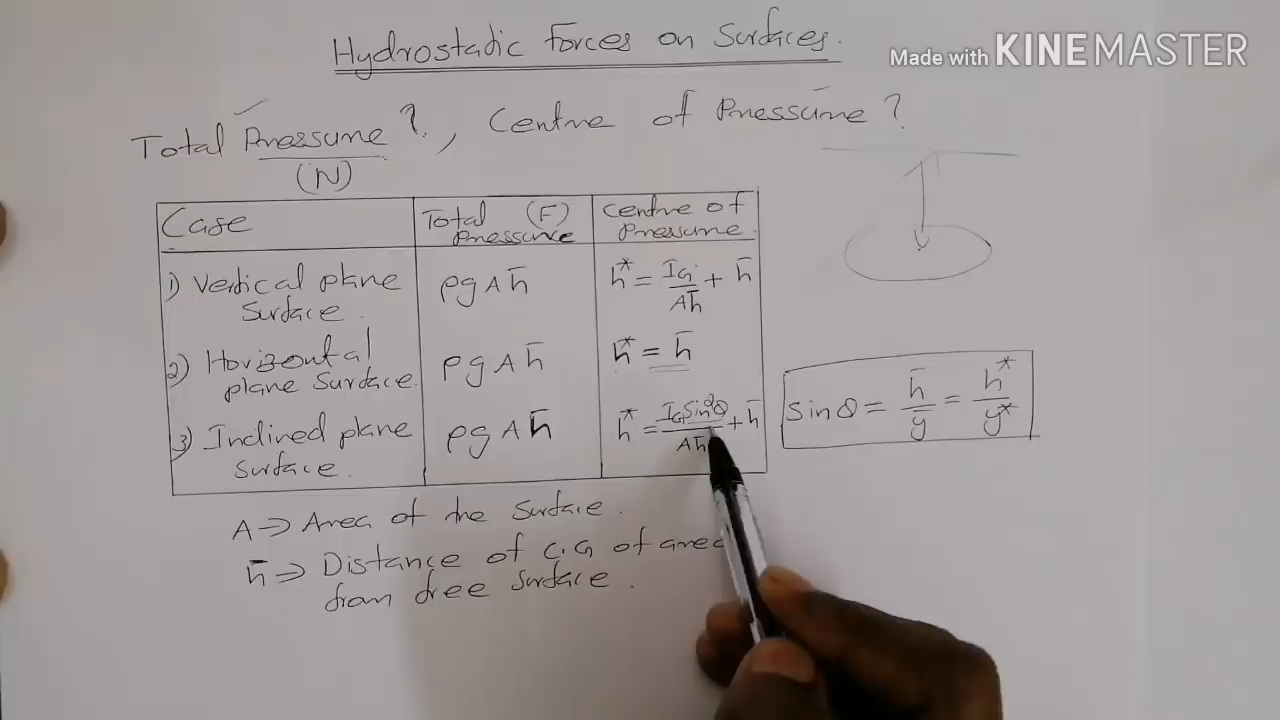 Hydrostatic Forces on Surfaces.
Made with KINEMASTER
Total Pressure ?, Centre of Pressure ?
(N)
Case
Total (F) Pressure
Centre of Pressure.
1) Vertical plane Surface.
ρgAh̄
h* = IG/Ah̄ + h̄
2) Horizontal plane Surface.
ρgAh̄
h* = h̄
3) Inclined plane Surface.
ρgAh̄
h* = IG Sin²θ/Ah̄ + h̄
Sinθ = h̄/ȳ = h*/y*
A → Area of the Surface.
h̄ ⇒ Distance of C.G of area
from free surface.